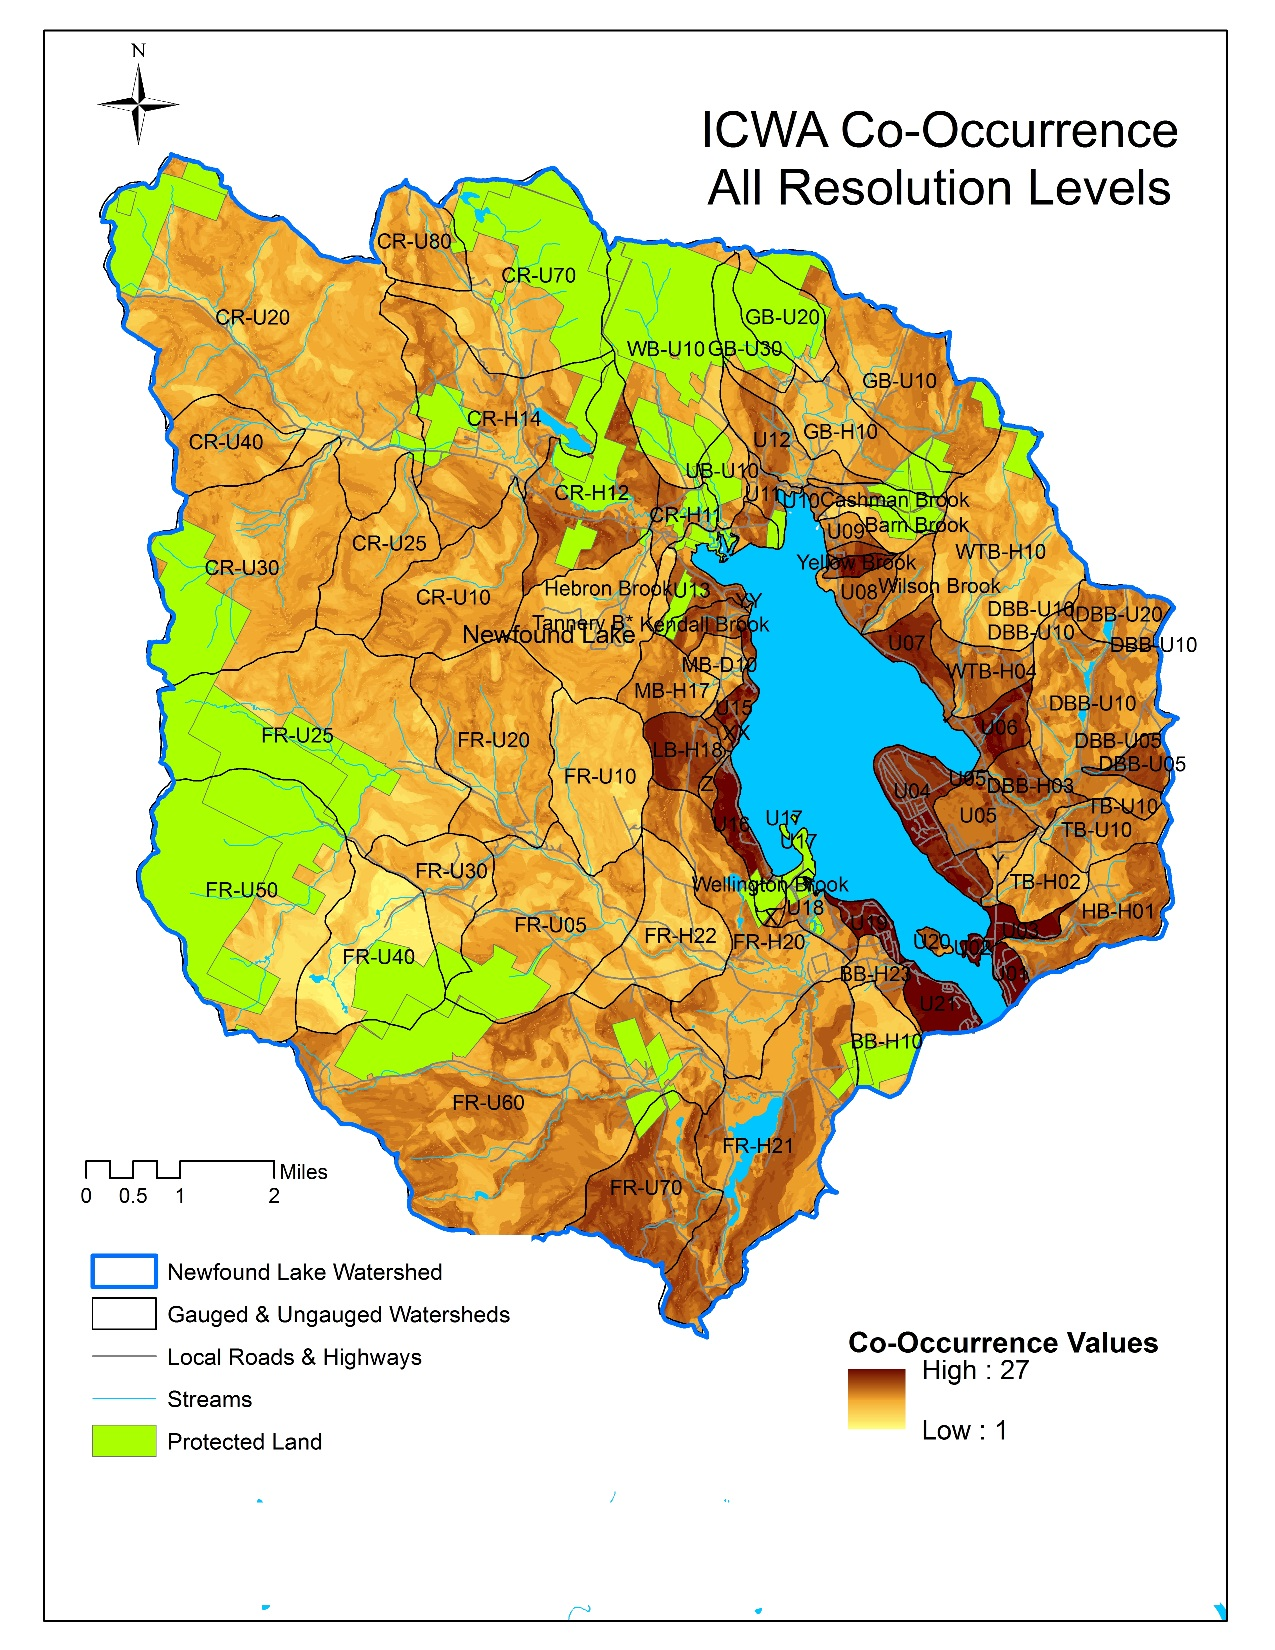 N
ICWA Co-Occurrence
All Resolution Levels
CR-U80
CR-U70
CR-U20
GB-U20
WB-U10
GB-U30
GB-U10
CR-H14
CR-U40
U12
GB-H10
UB-U10
CR-H12
U11
U10
Cashman Brook
CR-H11
Barn Brook
U09
CR-U25
WTB-H10
Yellow Brook
CR-U30
Hebron Brook
U13
U08
Wilson Brook
CR-U10
YY
DBB-U10
DBB-U20
Tannery B*
Kendall Brook
Newfound Lake
DBB-U10
U07
DBB-U10
MB-D10
WTB-H04
MB-H17
DBB-U10
U15
FR-U25
XX
U06
FR-U20
LB-H18
DBB-U05
DBB-U05
FR-U10
Z
U04
U05
DBB-H03
TB-U10
U05
U17
U16
TB-U10
U17
Y
FR-U30
TB-H02
FR-U50
Wellington Brook
U18
HB-H01
X
FR-U05
U19
U03
FR-H22
FR-H20
U20
U02
FR-U40
BB-H23
U01
U21
BB-H10
FR-U60
FR-H21
FR-U70
Miles
0 0.5 1 2
Newfound Lake Watershed
Gauged & Ungauged Watersheds
Local Roads & Highways
Streams
Protected Land
Co-Occurrence Values
High : 27
Low : 1